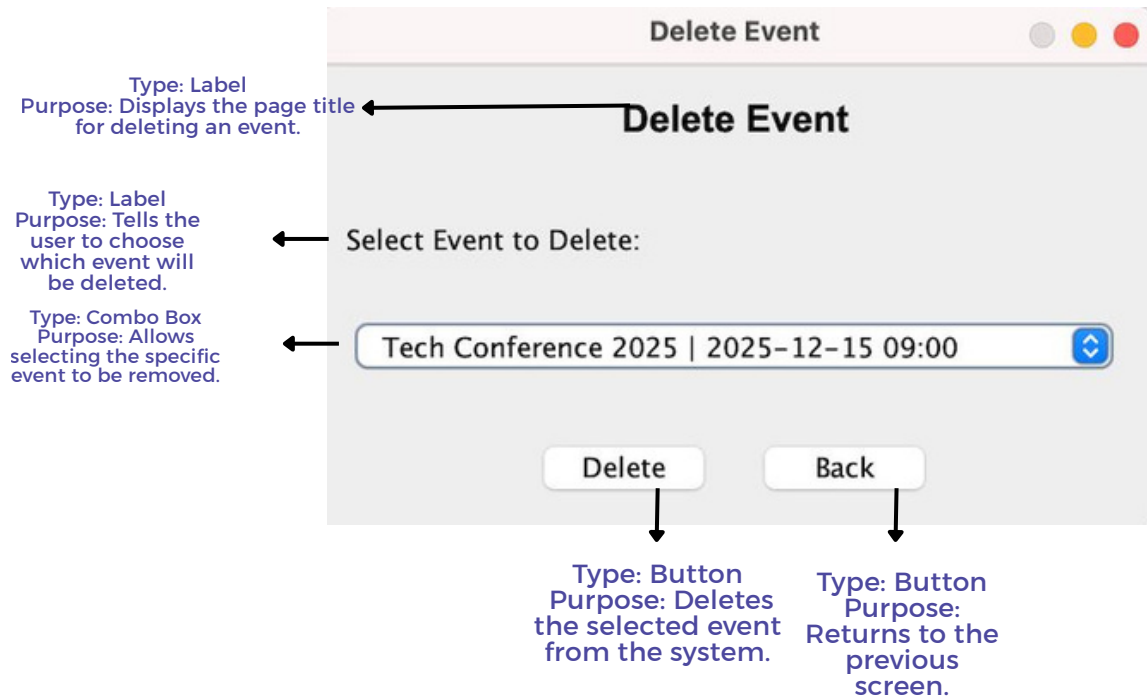 Delete Event
Type: Label
Purpose: Displays the page title
for deleting an event.
Delete Event
Type: Label
Purpose: Tells the
user to choose
which event will
be deleted.
Select Event to Delete:
Type: Combo Box
Purpose: Allows
selecting the specific
event to be removed.
Tech Conference 2025 | 2025-12-15 09:00
Delete
Back
Type: Button
Purpose: Deletes
the selected event
from the system.
Type: Button
Purpose:
Returns to the
previous
screen.